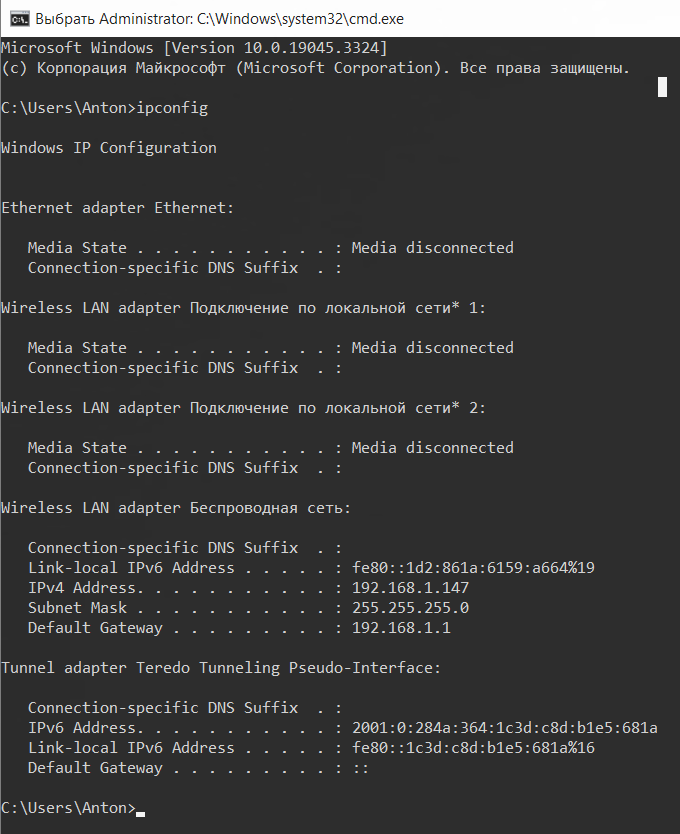 Выбрать Administrator: C:\Windows\system32\cmd.exe
Microsoft Windows [Version 10.0.19045.3324]
(c) Корпорация Майкрософт (Microsoft Corporation). Все права защищены.
C:\Users\Anton>ipconfig
Windows IP Configuration
Ethernet adapter Ethernet:
   Media State . . . . . . . . . . . : Media disconnected
   Connection-specific DNS Suffix  . :
Wireless LAN adapter Подключение по локальной сети* 1:
   Media State . . . . . . . . . . . : Media disconnected
   Connection-specific DNS Suffix  . :
Wireless LAN adapter Подключение по локальной сети* 2:
   Media State . . . . . . . . . . . : Media disconnected
   Connection-specific DNS Suffix  . :
Wireless LAN adapter Беспроводная сеть:
   Connection-specific DNS Suffix  . :
   Link-local IPv6 Address . . . . . : fe80::1d2:861a:6159:a664%19
   IPv4 Address. . . . . . . . . . . : 192.168.1.147
   Subnet Mask . . . . . . . . . . . : 255.255.255.0
   Default Gateway . . . . . . . . . : 192.168.1.1
Tunnel adapter Teredo Tunneling Pseudo-Interface:
   Connection-specific DNS Suffix  . :
   IPv6 Address. . . . . . . . . . . : 2001:0:284a:364:1c3d:c8d:b1e5:681a
   Link-local IPv6 Address . . . . . : fe80::1c3d:c8d:b1e5:681a%16
   Default Gateway . . . . . . . . . : ::
C:\Users\Anton>